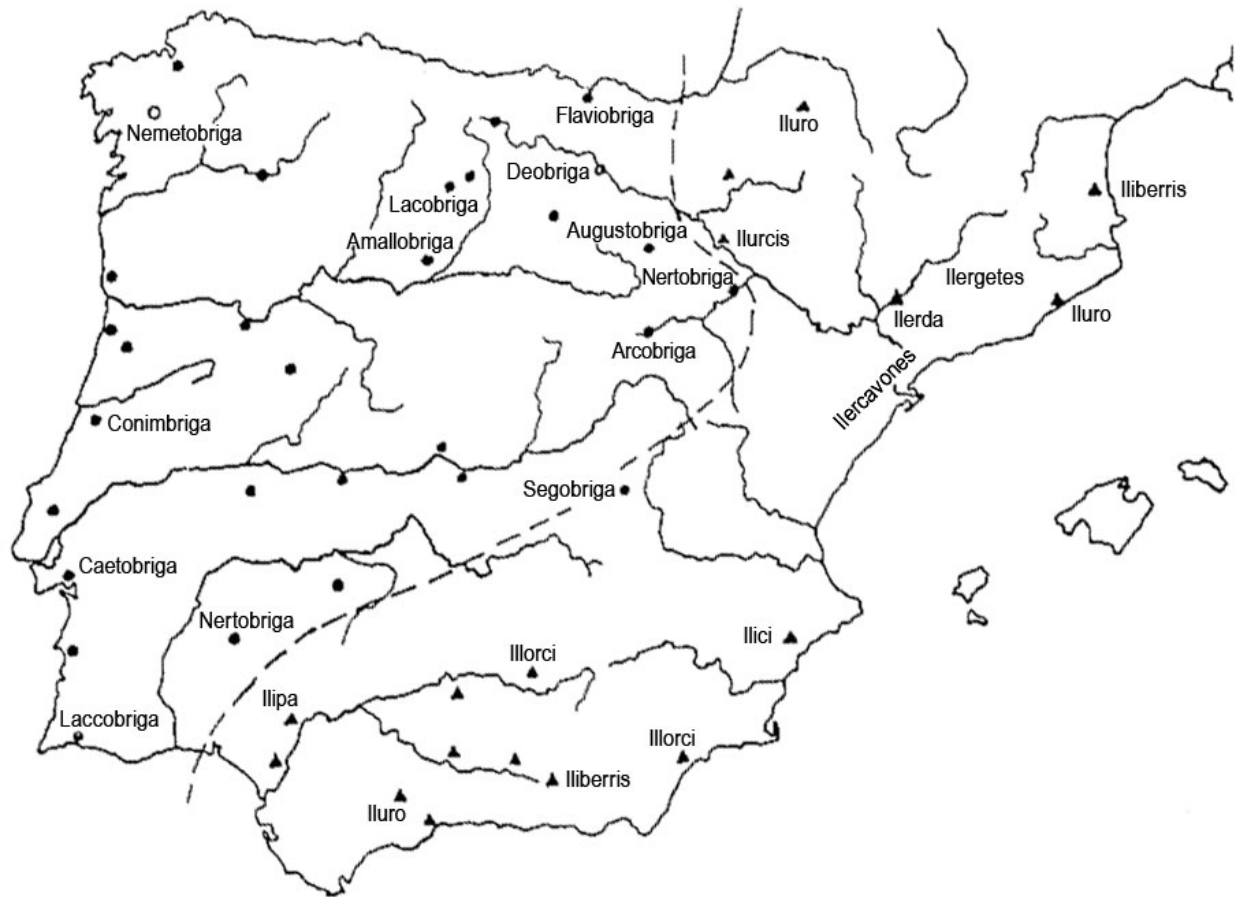 Flaviobriga
Iluro
Nemetobriga
Deobriga
Iliberris
Lacobriga
Augustobriga
Ilurcis
Amallobriga
Nertobriga
Ilergetes
Ilerda
Iluro
Arcobriga
Ilercavones
Conimbriga
Segobriga
Caetobriga
Nertobriga
Ilici
Illorci
Ilipa
Laccobriga
Illorci
Iliberris
Iluro